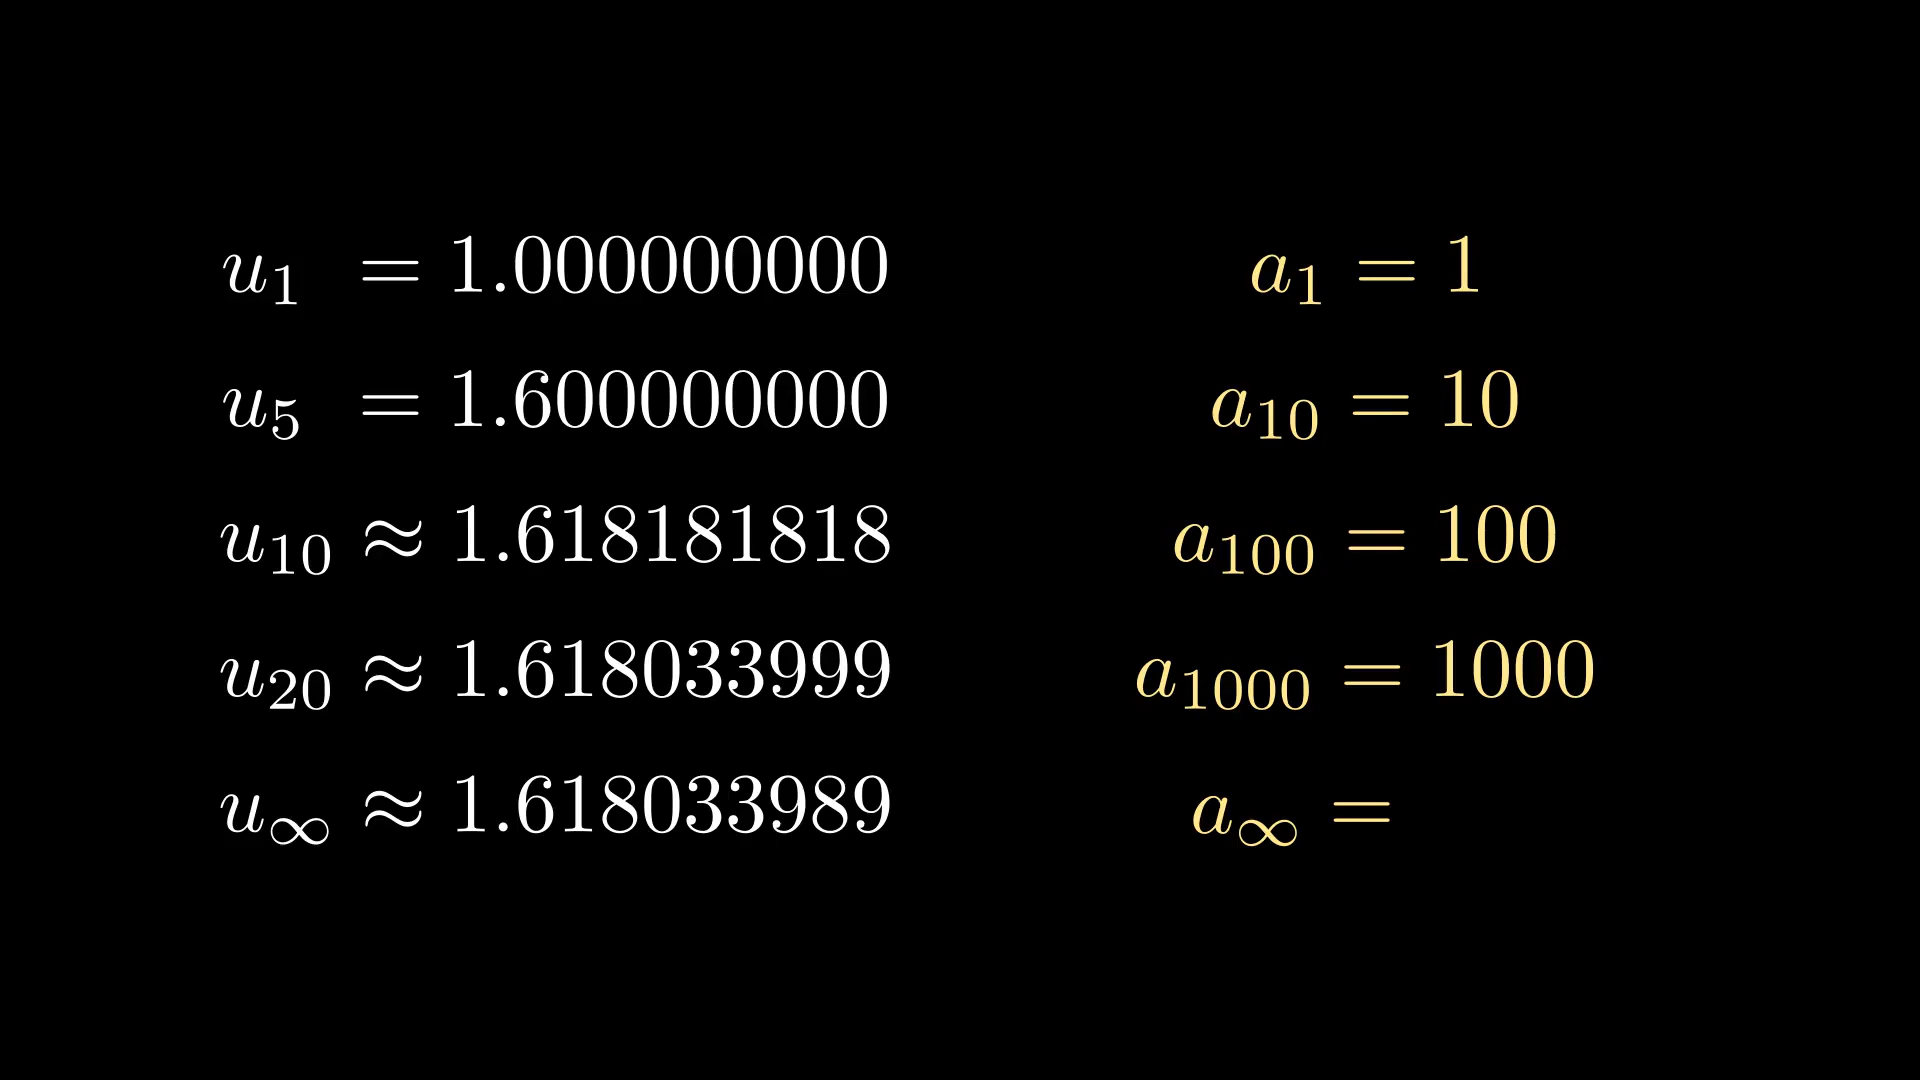 u₁ = 1.000000000
u₅ = 1.600000000
u₁₀ ≈ 1.618181818
u₂₀ ≈ 1.618033999
u∞ ≈ 1.618033989
a₁ = 1
a₁₀ = 10
a₁₀₀ = 100
a₁₀₀₀ = 1000
a∞ =